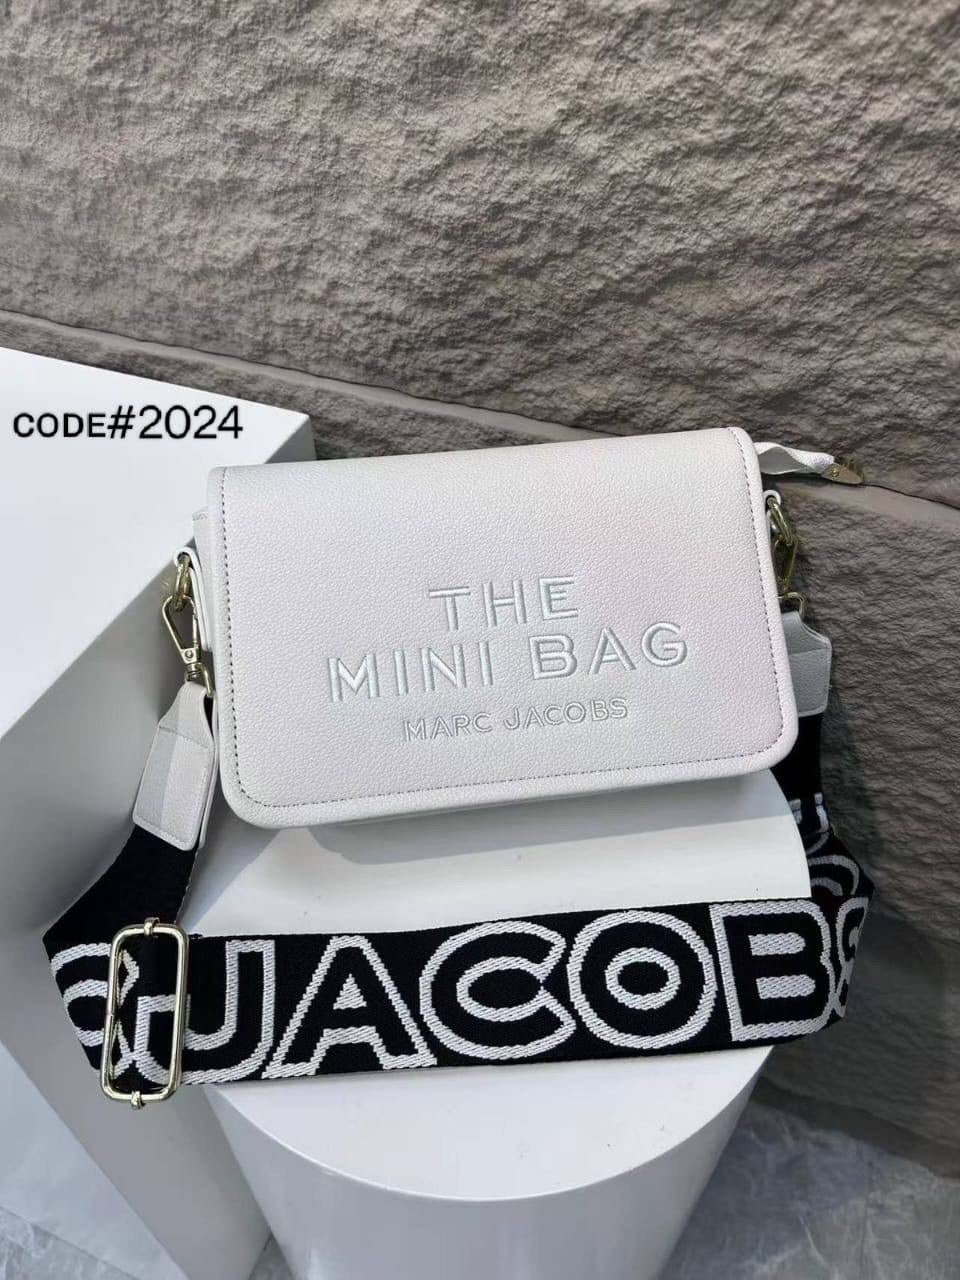 CODE#2024
THE
MINI BAG
MARC JACOBS
JACOBS